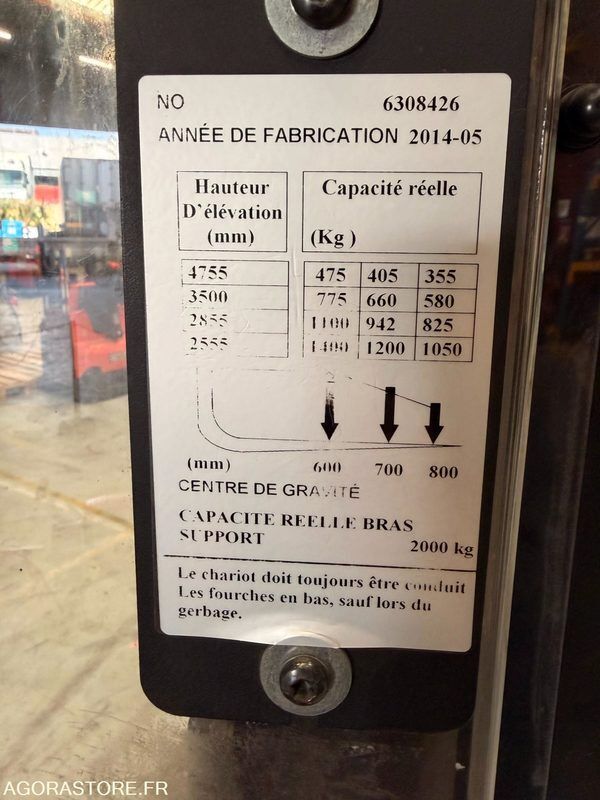 NO 6308426
ANNÉE DE FABRICATION 2014-05
Hauteur D'élévation (mm) Capacité réelle (Kg )
4755 475 405 355
3500 775 660 580
2855 1100 942 825
2555 1400 1200 1050
(mm) 600 700 800
CENTRE DE GRAVITÉ
CAPACITE REELLE BRAS
SUPPORT 2000 kg
Le chariot doit toujours être conduit
Les fourches en bas, sauf lors du
gerbage.
AGORASTORE.FR